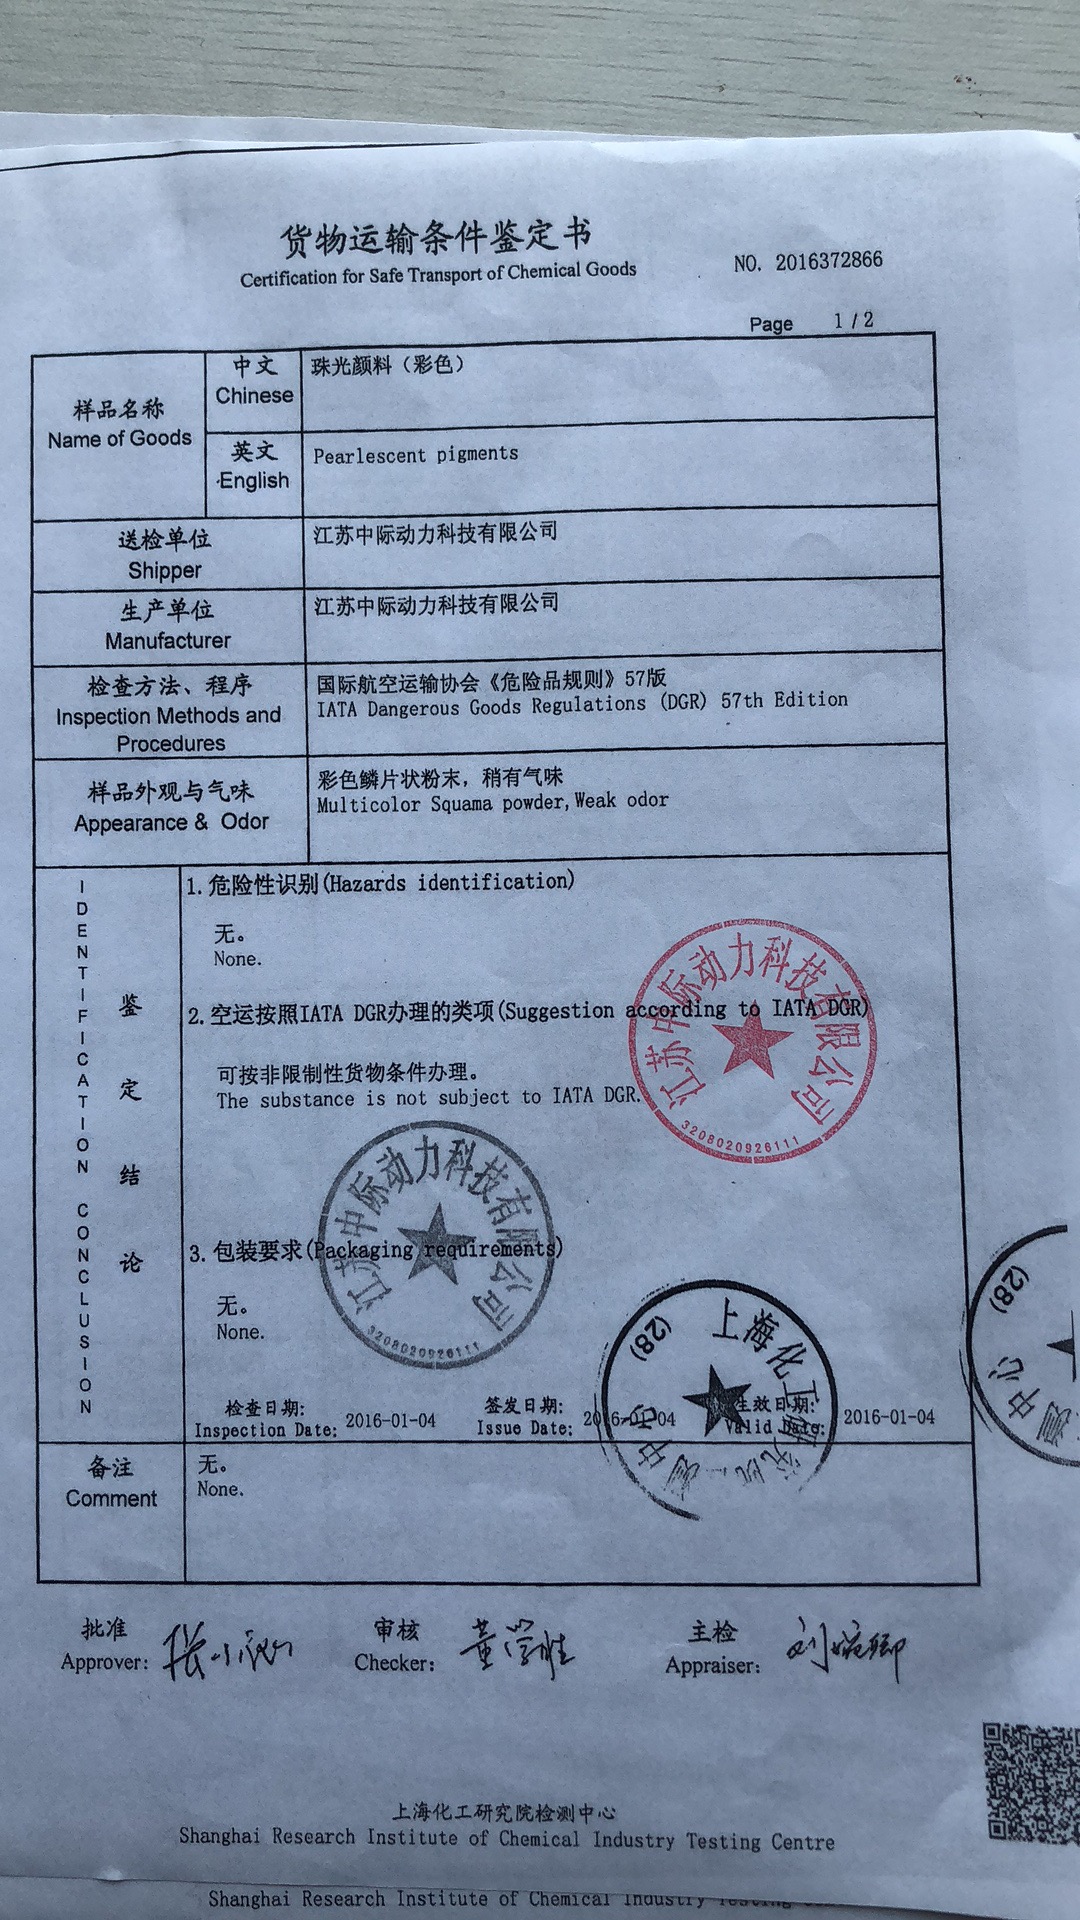 货物运输条件鉴定书
Certification for Safe Transport of Chemical Goods
NO. 2016372866
Page 1 / 2
样品名称
Name of Goods
中文
Chinese
珠光颜料（彩色）
英文
English
Pearlescent pigments
送检单位
Shipper
江苏中际动力科技有限公司
生产单位
Manufacturer
江苏中际动力科技有限公司
检查方法、程序
Inspection Methods and
Procedures
国际航空运输协会《危险品规则》57版
IATA Dangerous Goods Regulations (DGR) 57th Edition
样品外观与气味
Appearance & Odor
彩色鳞片状粉末，稍有气味
Multicolor Squama powder,Weak odor
IDENTIFICATION CONCLUSION
鉴定结论
1.危险性识别(Hazards identification)
无。
None.
2.空运按照IATA DGR办理的类项(Suggestion according to IATA DGR)
可按非限制性货物条件办理。
The substance is not subject to IATA DGR.
江苏中际动力科技有限公司
3208020926111
江苏中际动力科技有限公司
3208020926111
3.包装要求(Packaging requirements)
无。
None.
上海化工研究院
测中心
(28)
(28)
测中心
检查日期:
Inspection Date: 2016-01-04
签发日期:
Issue Date: 2016-01-04
生效日期:
Valid Date: 2016-01-04
备注
Comment
无。
None.
批准
Approver:
审核
Checker:
主检
Appraiser: 刘婉卿
上海化工研究院检测中心
Shanghai Research Institute of Chemical Industry Testing Centre
Shanghai Research Institute of Chemical Industry Testing